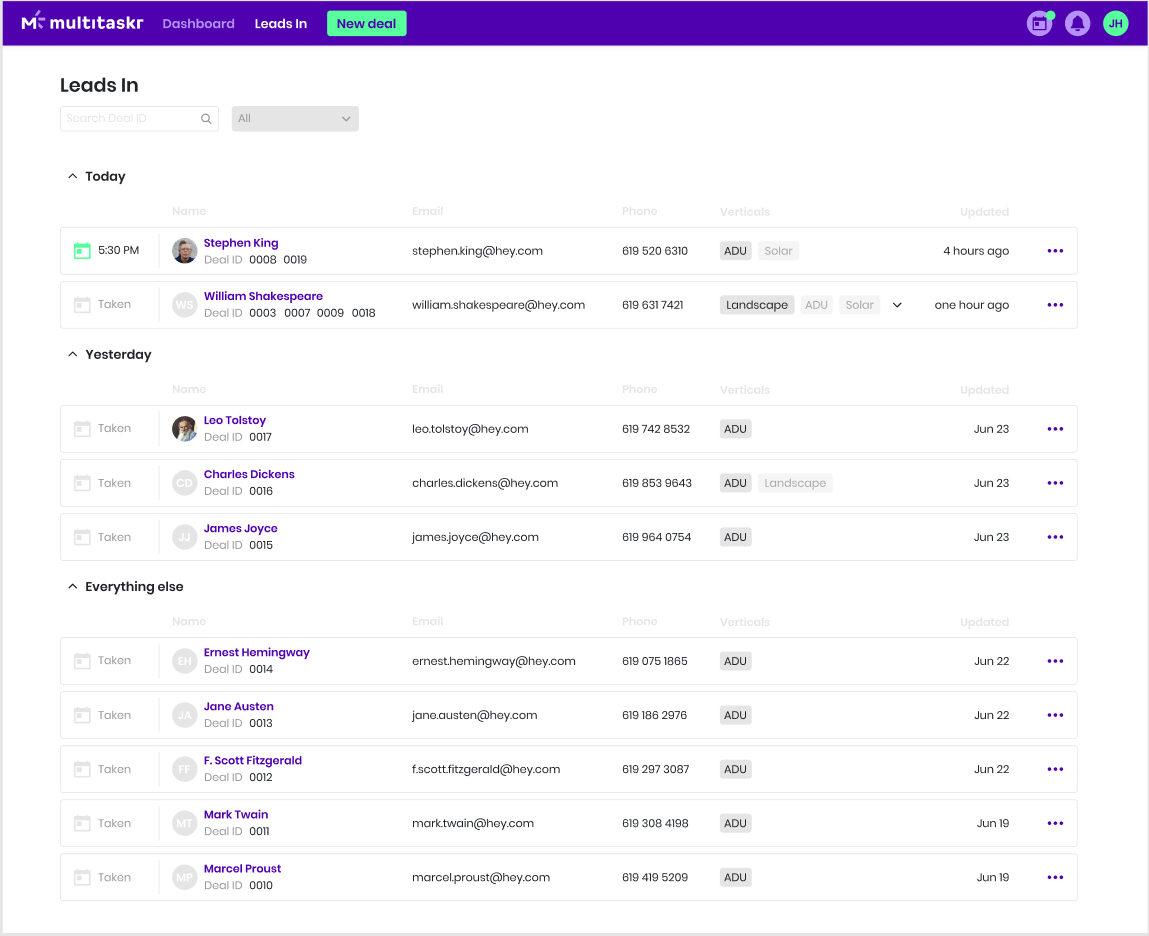 multitaskr Dashboard Leads In New deal JH
Leads In
Search Deal ID All
Today
Name Email Phone Verticals Updated
5:30 PM Stephen King stephen.king@hey.com 619 520 6310 ADU Solar 4 hours ago
Deal ID 0008 0019
Taken WS William Shakespeare william.shakespeare@hey.com 619 631 7421 Landscape ADU Solar one hour ago
Deal ID 0003 0007 0009 0018
Yesterday
Name Email Phone Verticals Updated
Taken Leo Tolstoy leo.tolstoy@hey.com 619 742 8532 ADU Jun 23
Deal ID 0017
Taken CD Charles Dickens charles.dickens@hey.com 619 853 9643 ADU Landscape Jun 23
Deal ID 0016
Taken JJ James Joyce james.joyce@hey.com 619 964 0754 ADU Jun 23
Deal ID 0015
Everything else
Name Email Phone Verticals Updated
Taken EH Ernest Hemingway ernest.hemingway@hey.com 619 075 1865 ADU Jun 22
Deal ID 0014
Taken JA Jane Austen jane.austen@hey.com 619 186 2976 ADU Jun 22
Deal ID 0013
Taken FF F. Scott Fitzgerald f.scott.fitzgerald@hey.com 619 297 3087 ADU Jun 22
Deal ID 0012
Taken MT Mark Twain mark.twain@hey.com 619 308 4198 ADU Jun 19
Deal ID 0011
Taken MP Marcel Proust marcel.proust@hey.com 619 419 5209 ADU Jun 19
Deal ID 0010